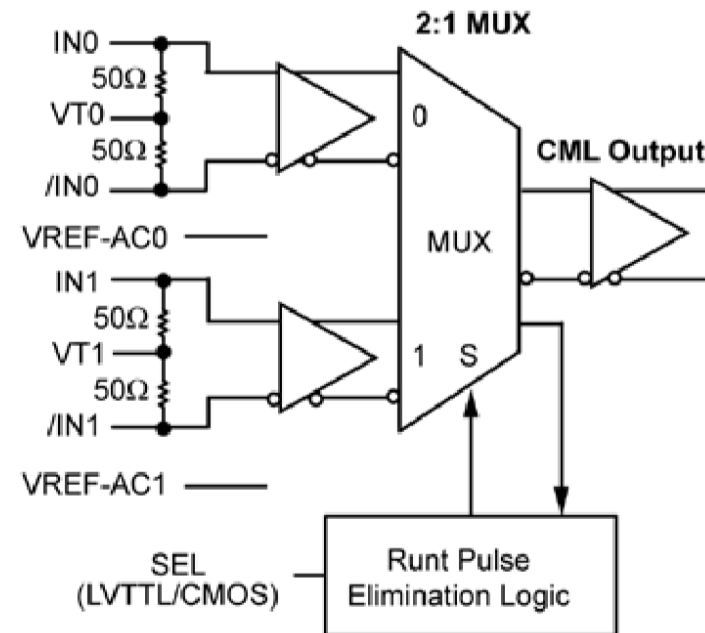 2:1 MUX
IN0
50Ω
VT0
50Ω
/IN0
VREF-AC0
0
MUX
CML Output
IN1
50Ω
VT1
50Ω
/IN1
VREF-AC1
1 S
SEL
(LVTTL/CMOS)
Runt Pulse
Elimination Logic